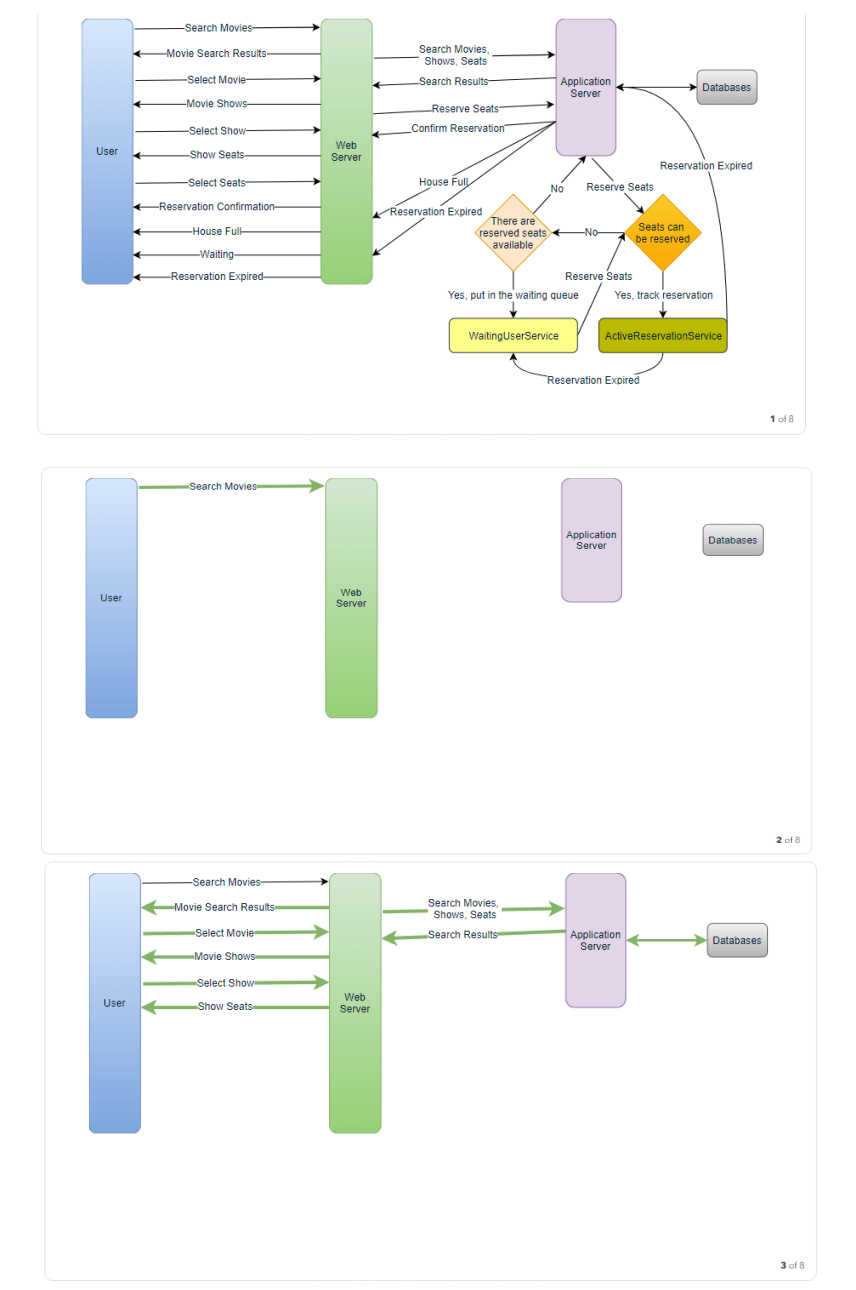 Search Movies
Movie Search Results
Select Movie
Movie Shows
Select Show
Show Seats
Select Seats
Reservation Confirmation
House Full
Waiting
Reservation Expired
User
Web
Server
Search Movies,
Shows, Seats
Search Results
Reserve Seats
Confirm Reservation
House Full
Reservation Expired
Application
Server
Databases
Reservation Expired
No
Reserve Seats
There are
reserved seats
available
No
Seats can
be reserved
Reserve Seats
Yes, put in the waiting queue
Yes, track reservation
WaitingUserService
ActiveReservationService
Reservation Expired
1 of 8
Search Movies
User
Web
Server
Application
Server
Databases
2 of 8
Search Movies
Movie Search Results
Select Movie
Movie Shows
Select Show
Show Seats
User
Web
Server
Search Movies,
Shows, Seats
Search Results
Application
Server
Databases
3 of 8